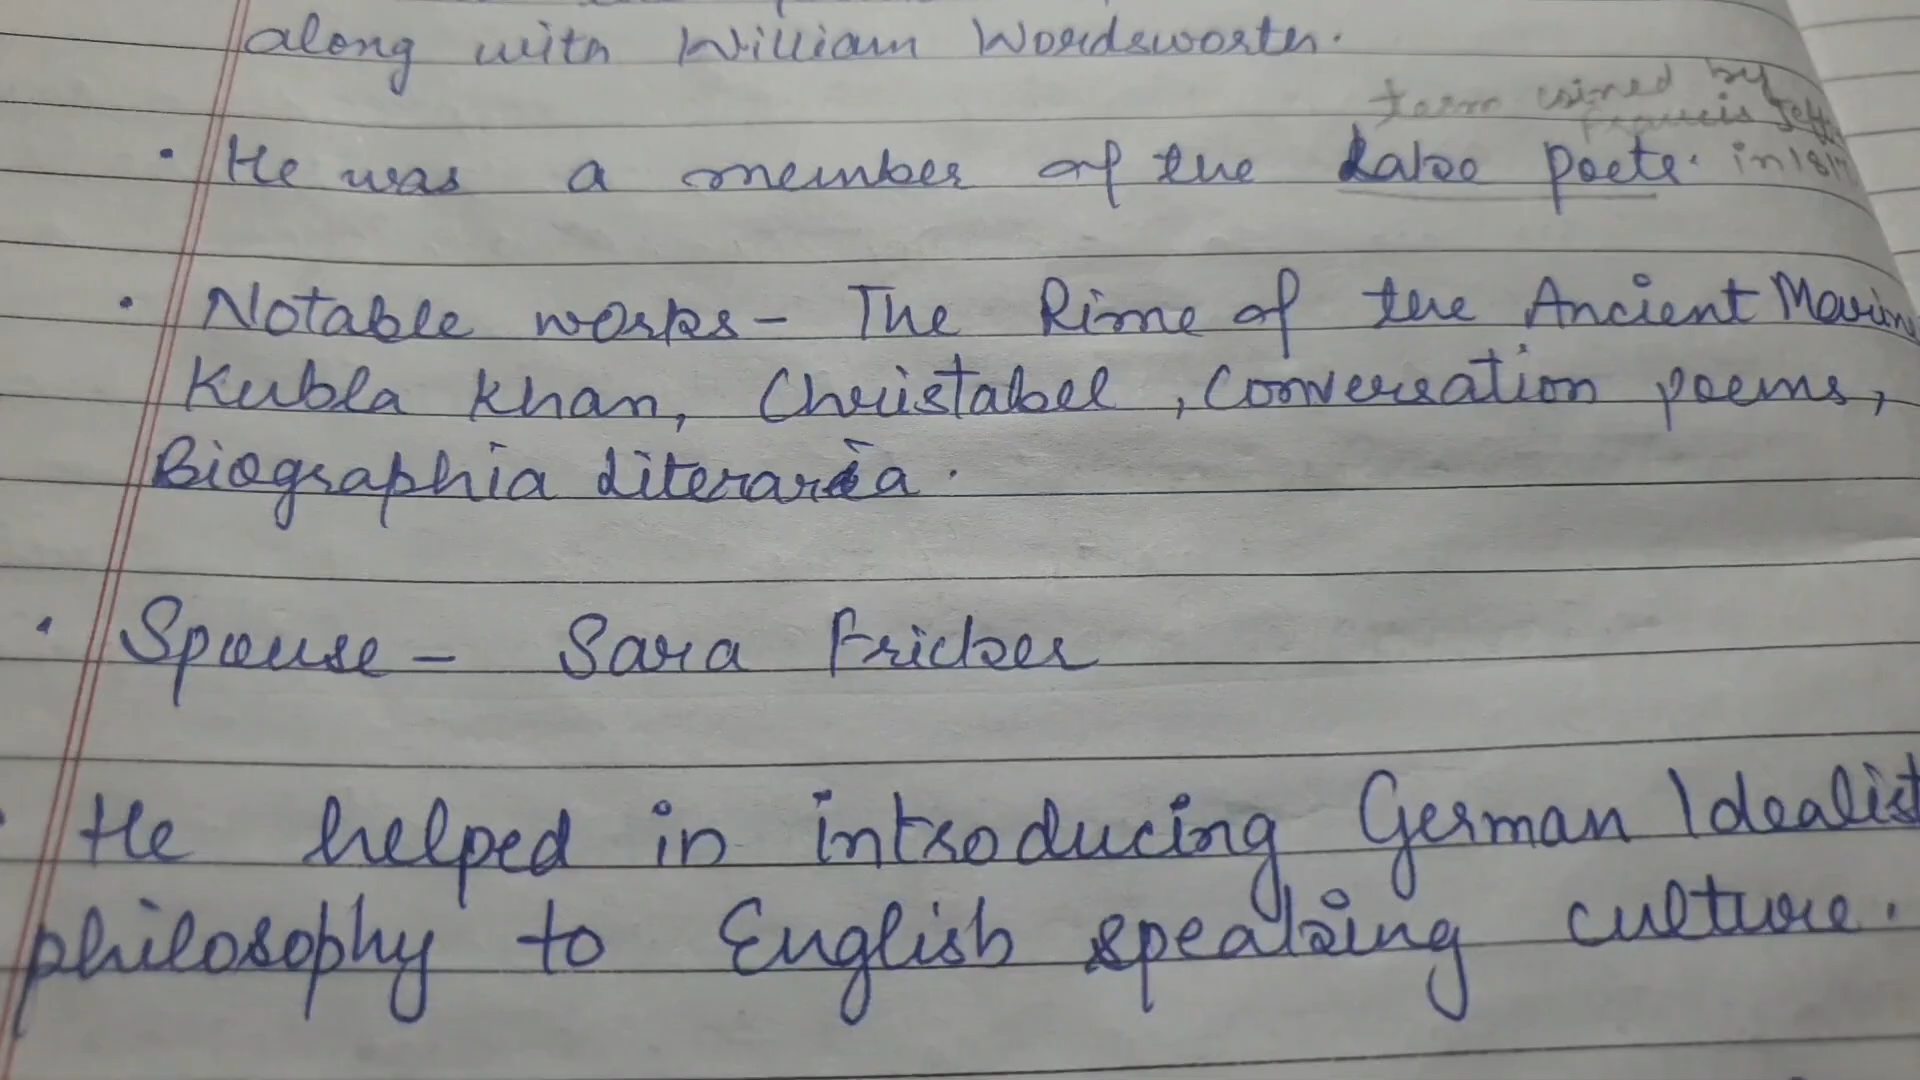 along with William Wordsworth.
term coined by
Francis Jeff
• He was a member of the Lake poets. in 1817
• Notable works - The Rime of the Ancient Marin
Kubla Khan, Christabel, Conversation poems,
Biographia Literaria.
• Spouse - Sara Fricker
• He helped in introducing German Idealist
philosophy to English speaking culture.